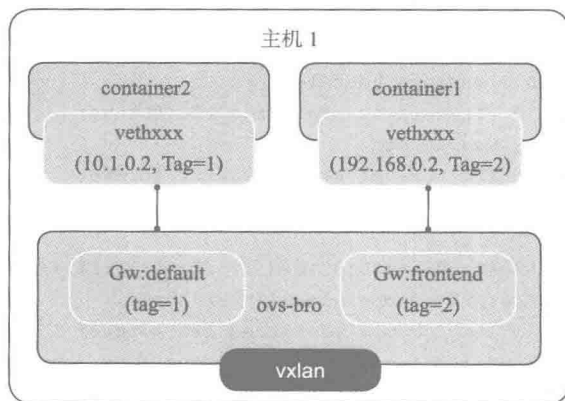 主机 1
container2
container1
vethxxx
(10.1.0.2, Tag=1)
vethxxx
(192.168.0.2, Tag=2)
Gw:default
(tag=1)
ovs-bro
Gw:frontend
(tag=2)
vxlan